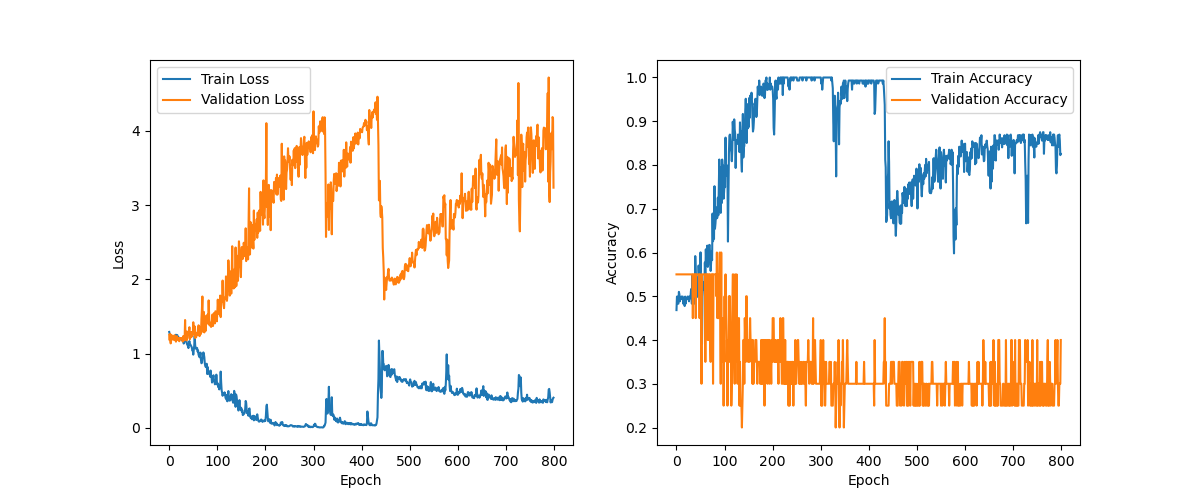 Train Loss
Validation Loss
4
3
2
1
0
Loss
0 100 200 300 400 500 600 700 800
Epoch
Train Accuracy
Validation Accuracy
1.0
0.9
0.8
0.7
0.6
0.5
0.4
0.3
0.2
Accuracy
0 100 200 300 400 500 600 700 800
Epoch